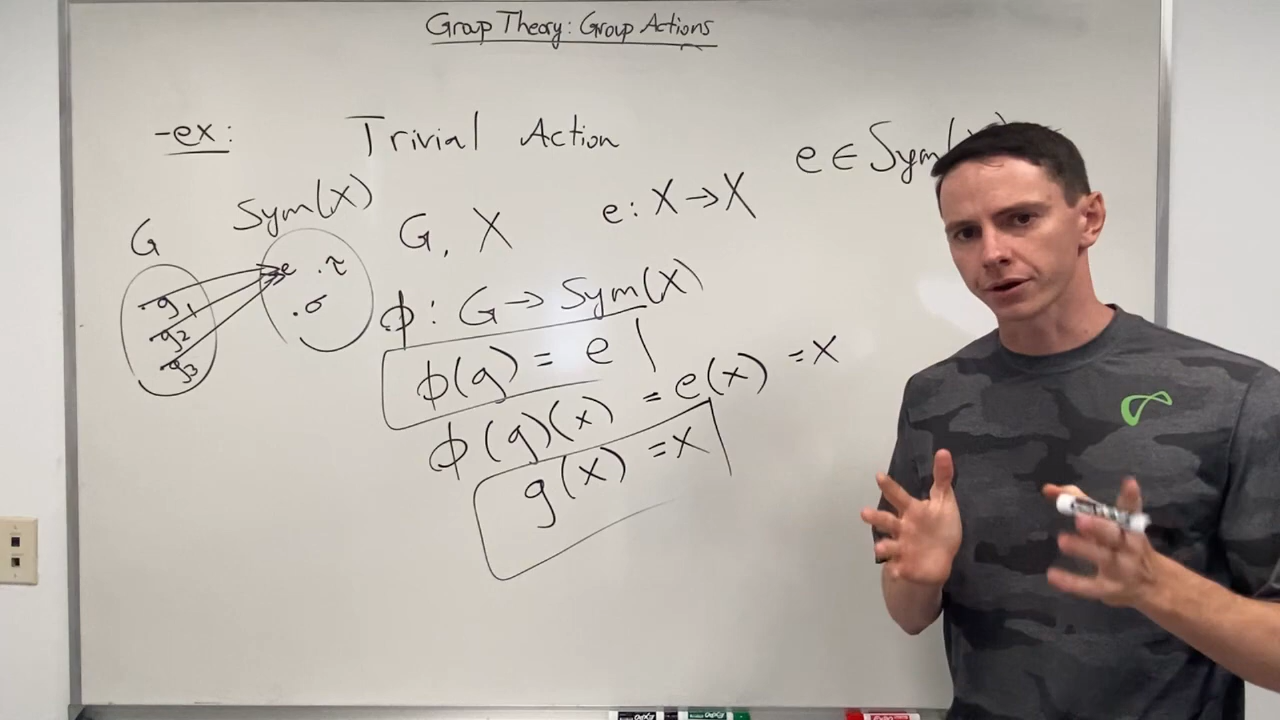 Group Theory: Group Actions
-ex: Trivial Action
e ∈ Sym(X)
Sym(X)
G
G, X
e: X → X
e .τ
.σ
g1
g2
g3
ϕ: G → Sym(X)
ϕ(g) = e
ϕ(g)(x) = e(x) = x
g(x) = x